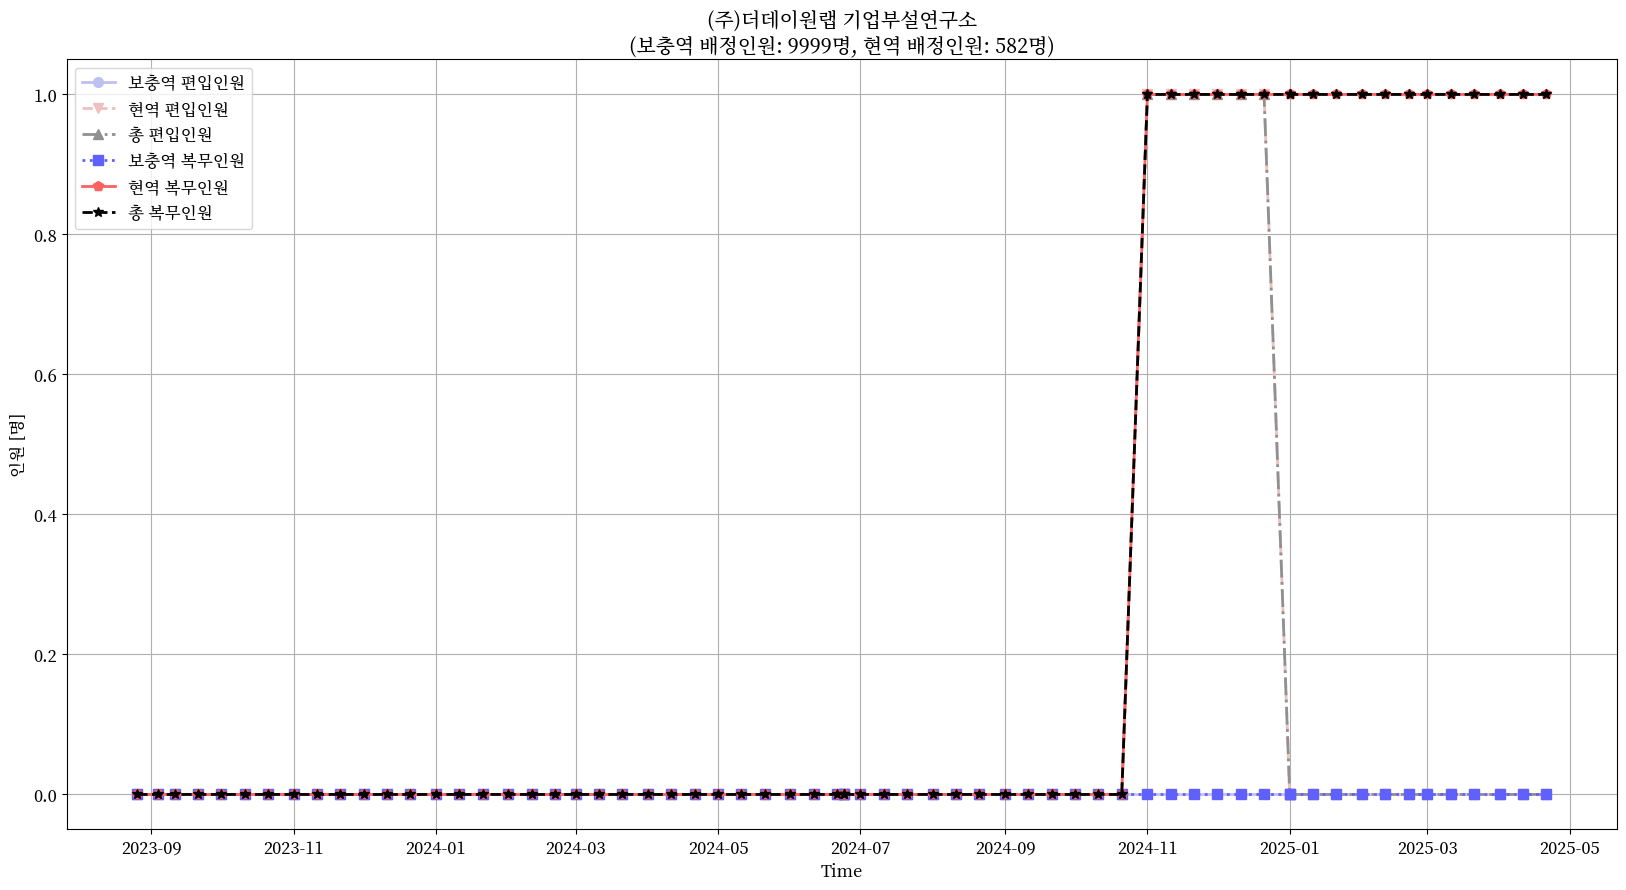 (주)더데이원랩 기업부설연구소
(보충역 배정인원: 9999명, 현역 배정인원: 582명)
보충역 편입인원
현역 편입인원
총 편입인원
보충역 복무인원
현역 복무인원
총 복무인원
1.0
0.8
0.6
0.4
0.2
0.0
인원 [명]
2023-09
2023-11
2024-01
2024-03
2024-05
2024-07
2024-09
2024-11
2025-01
2025-03
2025-05
Time